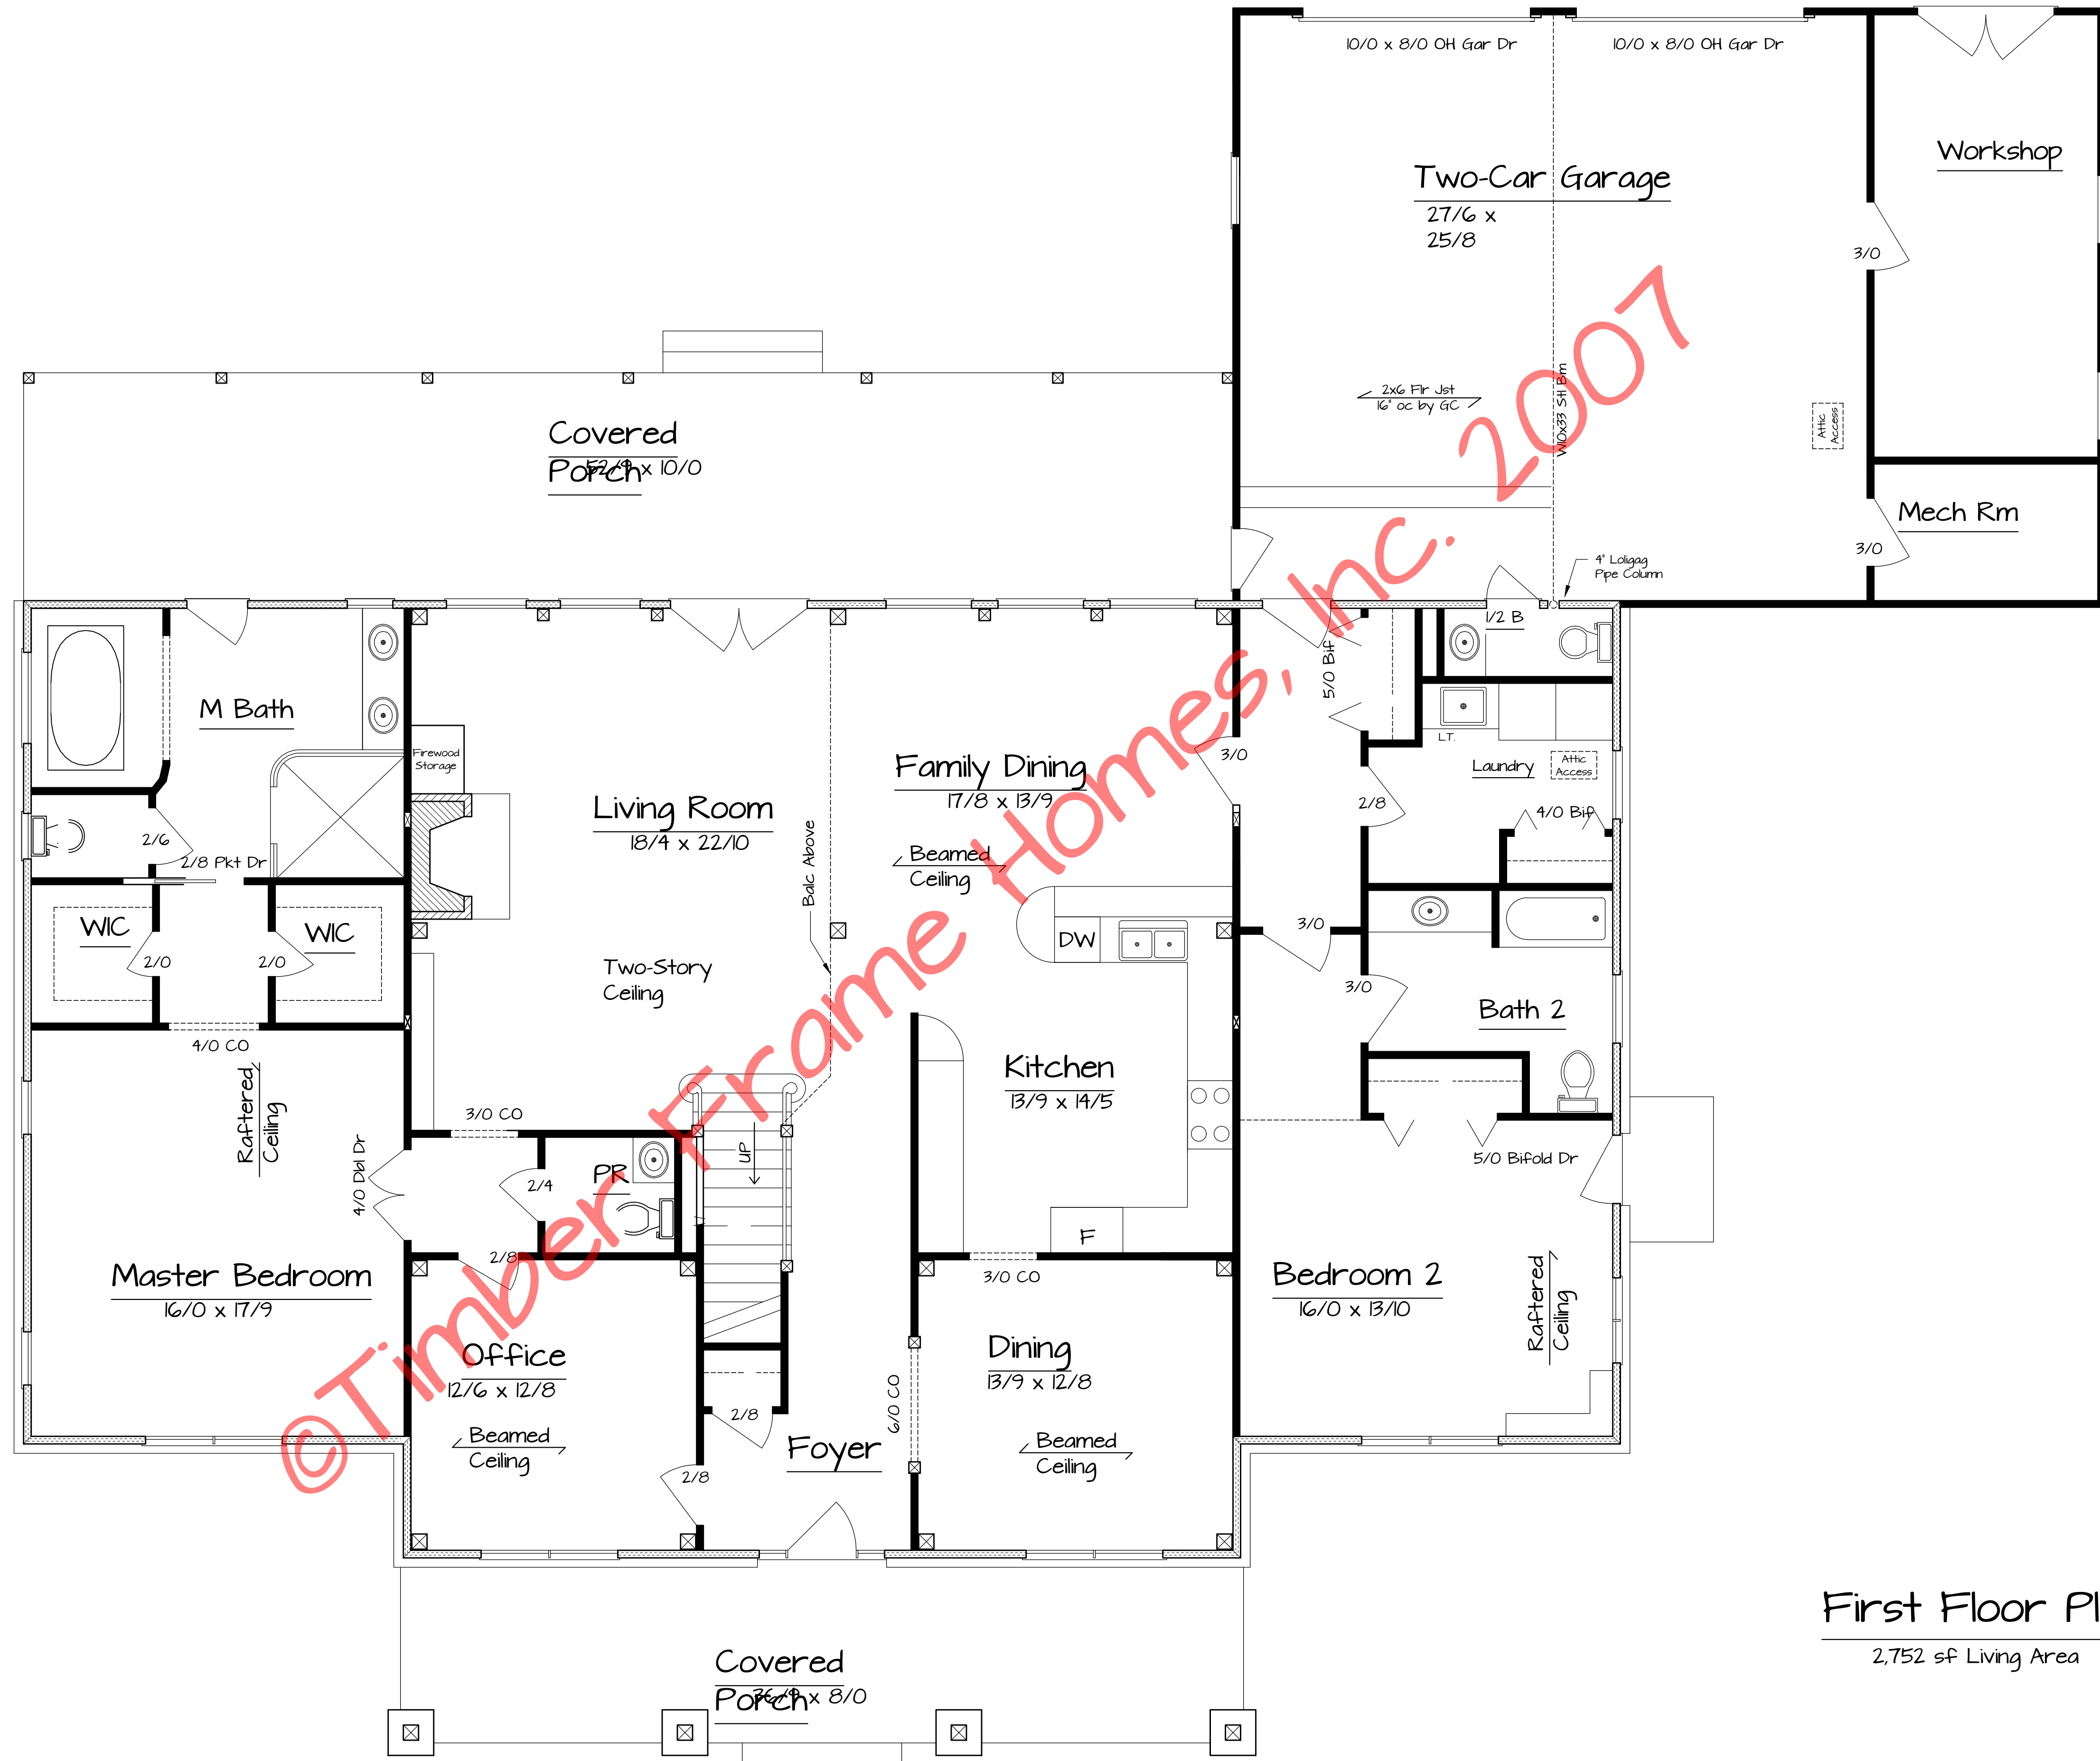 10/0 x 8/0 OH Gar Dr
10/0 x 8/0 OH Gar Dr
Workshop
Two-Car Garage
27/6 x
25/8
3/0
2x6 Flr Jst
16" oc by GC
W10x33 Stl Bm
Attic
Access
Covered
Porch
52/9 x 10/0
Mech Rm
3/0
4" Loligag
Pipe Column
1/2 B
5/0 Bif
M Bath
L.T.
Firewood
Storage
Family Dining
17/8 x 13/9
3/0
Laundry
Attic
Access
Living Room
18/4 x 22/10
2/8
4/0 Bif
2/6
2/8 Pkt Dr
Balc Above
Beamed
Ceiling
WIC
WIC
2/0
2/0
DW
3/0
Two-Story
Ceiling
3/0
Bath 2
4/0 CO
Raftered
Ceiling
Kitchen
13/9 x 14/5
3/0 CO
4/0 Dbl Dr
UP
PR
2/4
5/0 Bifold Dr
F
2/8
3/0 CO
Master Bedroom
16/0 x 17/9
Bedroom 2
16/0 x 13/10
Raftered
Ceiling
Office
12/6 x 12/8
Dining
13/9 x 12/8
6/0 CO
2/8
Beamed
Ceiling
Foyer
Beamed
Ceiling
2/8
©Timber Frame Homes, Inc. 2007
First Floor Pl
2,752 sf Living Area
Covered
Porch
x 8/0